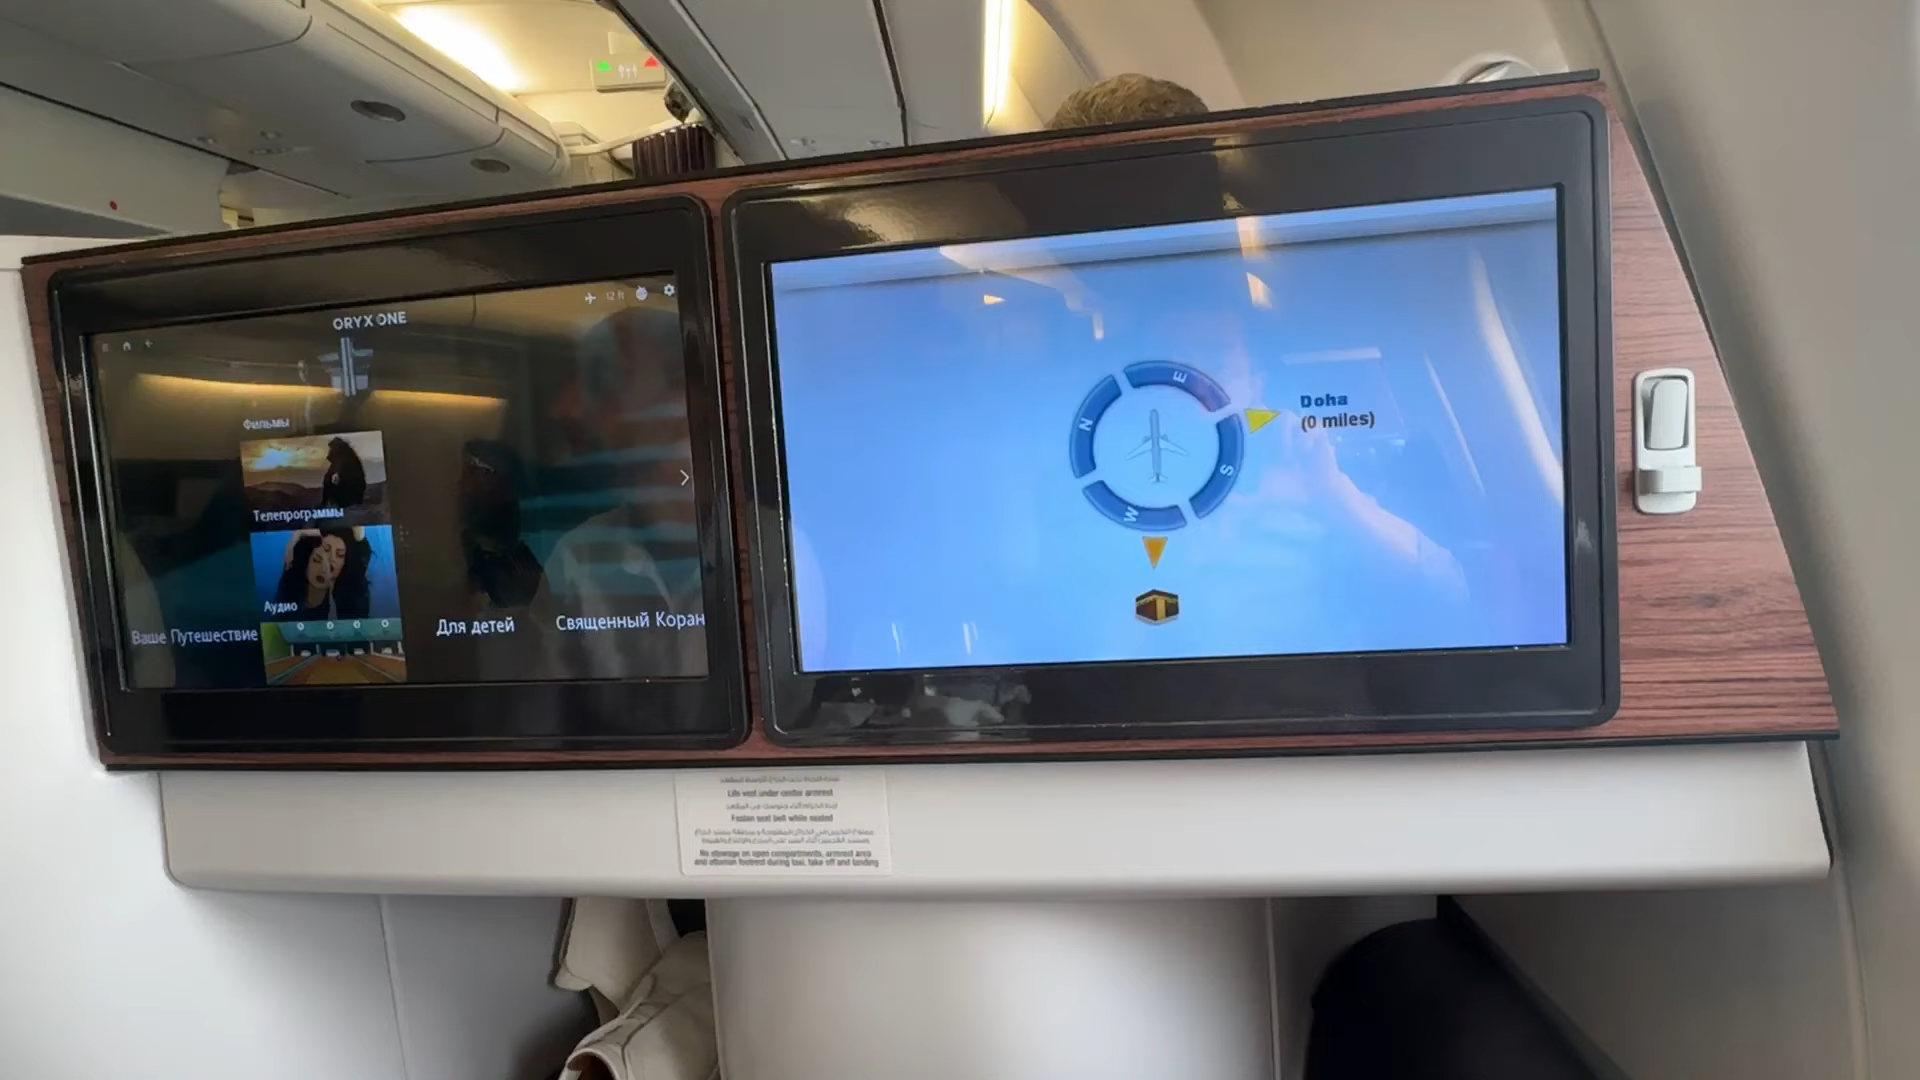 12 ft
ORYX ONE
Фильмы
Телепрограммы
Аудио
Ваше Путешествие
Для детей
Священный Коран
N
E
S
W
Doha
(0 miles)
Life vest under center armrest
Fasten seat belt while seated
No stowage on open compartments, armrest area
and ottoman footrest during taxi, take off and landing